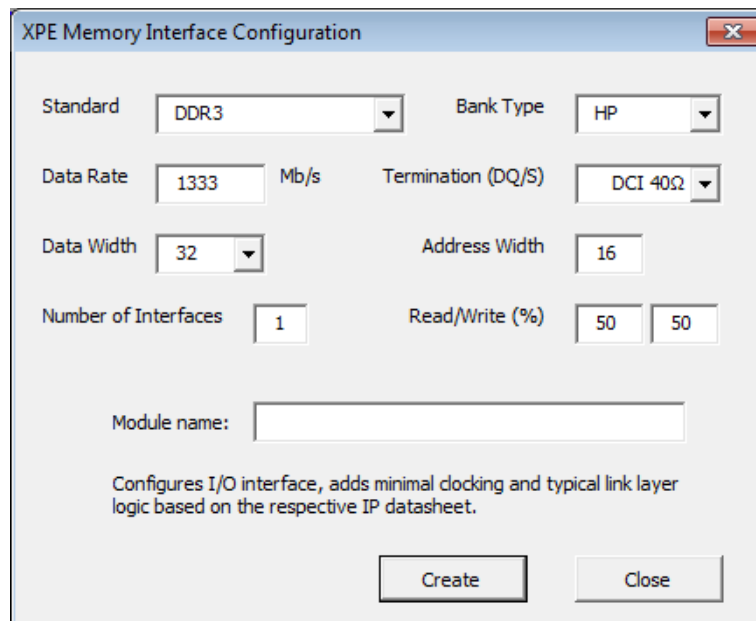 XPE Memory Interface Configuration
Standard DDR3 Bank Type HP
Data Rate 1333 Mb/s Termination (DQ/S) DCI 40Ω
Data Width 32 Address Width 16
Number of Interfaces 1 Read/Write (%) 50 50
Module name:
Configures I/O interface, adds minimal clocking and typical link layer
logic based on the respective IP datasheet.
Create Close